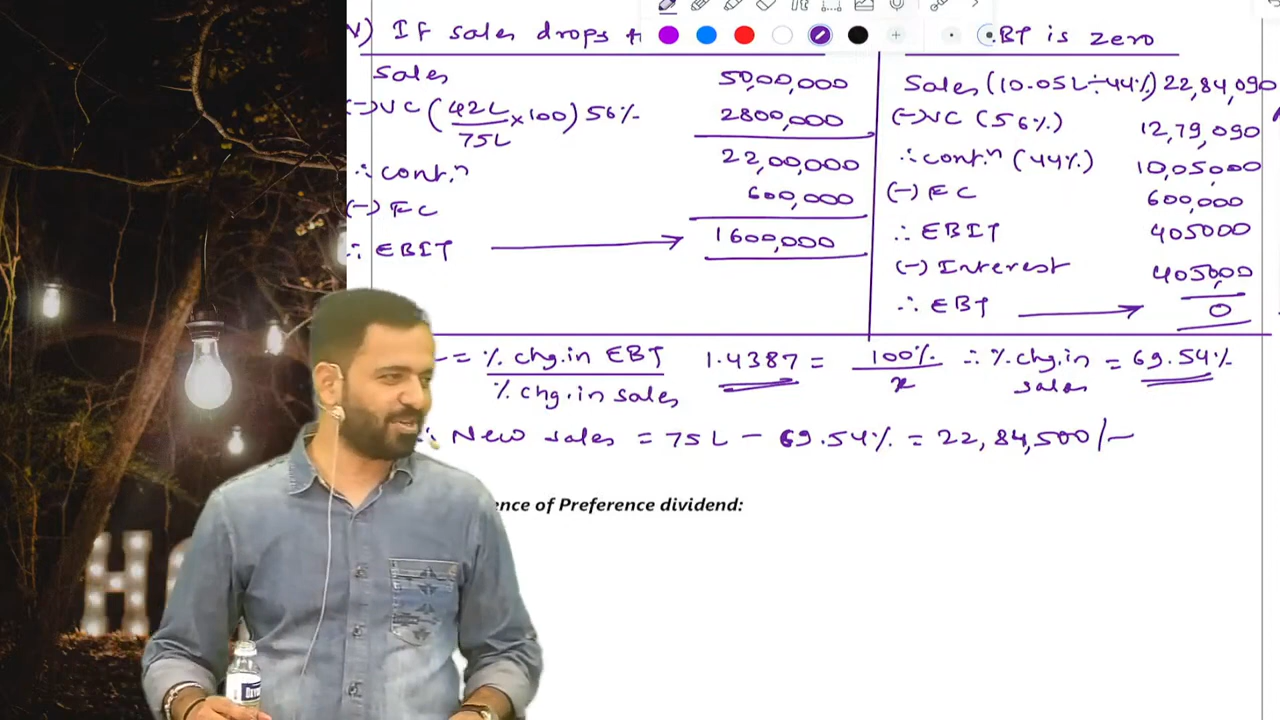 v) If sales drops t
Sales 50,00,000
(-) VC (42L/75L × 100) 56% 2800,000
∴ cont.n 22,00,000
(-) FC 600,000
∴ EBIT 1600,000
EBT is zero
Sales (10.05L ÷ 44%) 22,84,090
(-) VC (56%) 12,79,090
∴ cont.n (44%) 10,05,000
(-) FC 600,000
∴ EBIT 405000
(-) Interest 405,000
∴ EBT 0
= % chg.in EBT / % chg.in sales 1.4387 = 100% / x ∴ % chg.in sales = 69.54%
∴ New sales = 75L - 69.54% = 22,84,500/-
ence of Preference dividend:
H